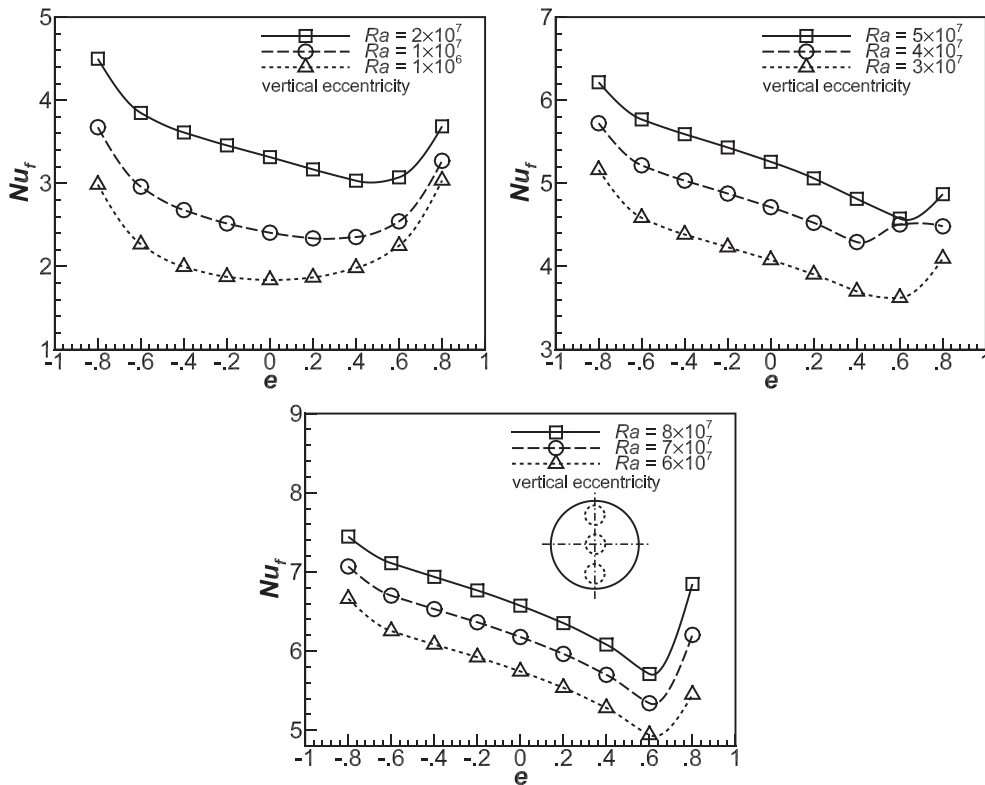 5
4
3
2
1
Nu_f
Ra = 2×10^7
Ra = 1×10^7
Ra = 1×10^6
vertical eccentricity
-1 -.8 -.6 -.4 -.2 0 .2 .4 .6 .8 1
e
7
6
5
4
3
Nu_f
Ra = 5×10^7
Ra = 4×10^7
Ra = 3×10^7
vertical eccentricity
-1 -.8 -.6 -.4 -.2 0 .2 .4 .6 .8 1
e
9
8
7
6
5
Nu_f
Ra = 8×10^7
Ra = 7×10^7
Ra = 6×10^7
vertical eccentricity
-1 -.8 -.6 -.4 -.2 0 .2 .4 .6 .8 1
e